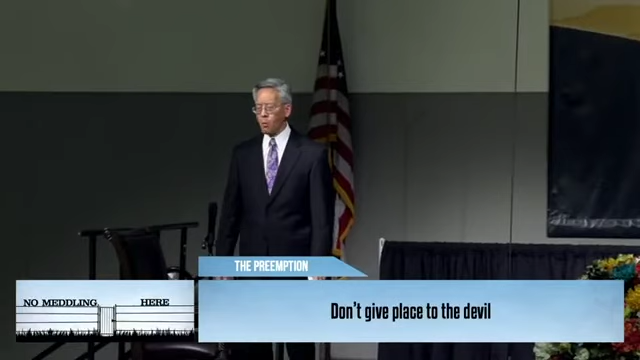 THE PREEMPTION
NO MEDDLING HERE
Don't give place to the devil